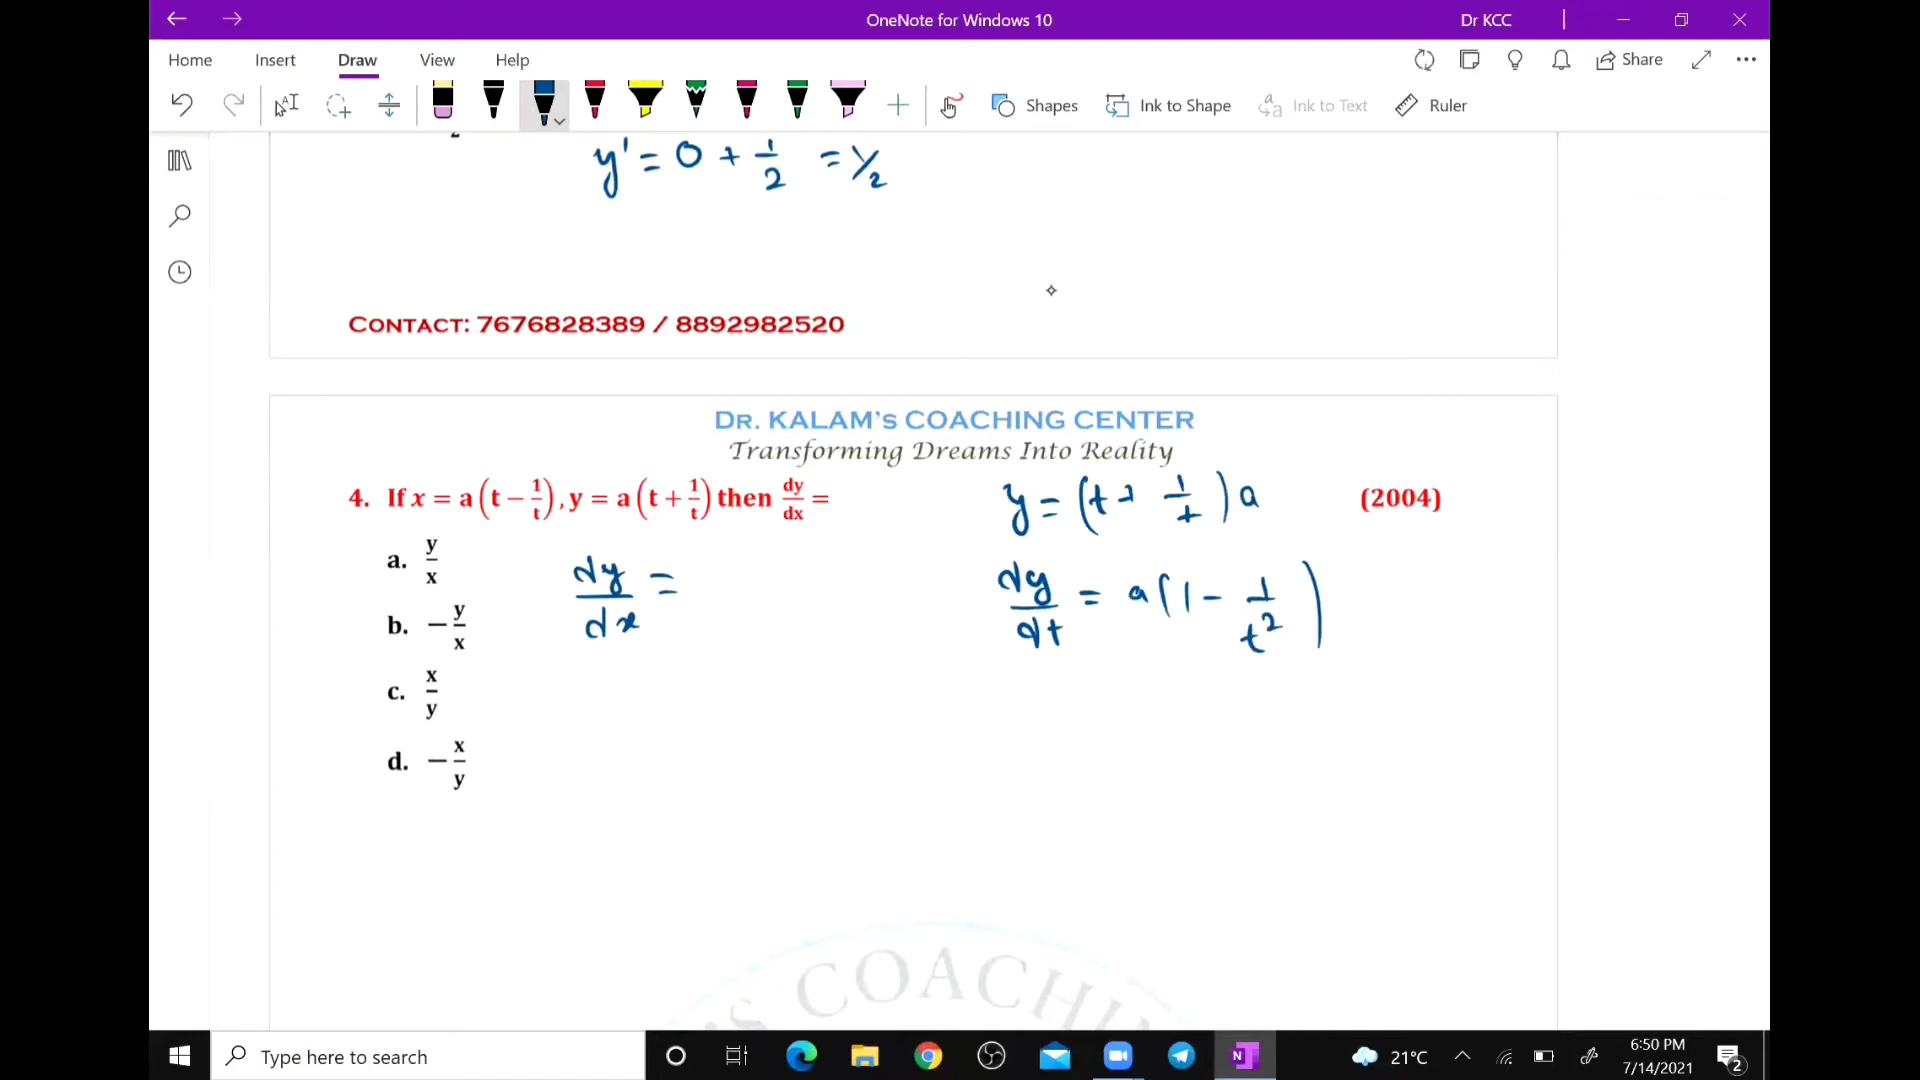 OneNote for Windows 10
Dr KCC
Home Insert Draw View Help
Share
Shapes Ink to Shape Ink to Text Ruler
y' = 0 + 1/2 = 1/2
CONTACT: 7676828389 / 8892982520
DR. KALAM's COACHING CENTER
Transforming Dreams Into Reality
4. If x = a(t − 1/t), y = a(t + 1/t) then dy/dx = (2004)
y = (t + 1/t) a
a. y/x
b. −y/x
c. x/y
d. −x/y
dy/dx =
dy/dt = a(1 − 1/t²)
'S COACHIN
Type here to search
21°C
6:50 PM
7/14/2021
2